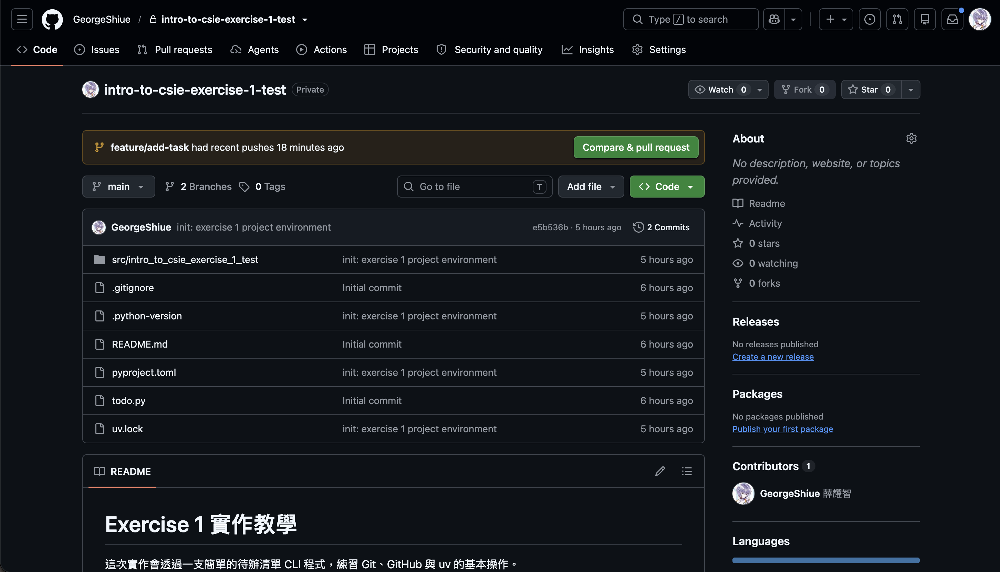 GeorgeShiue / intro-to-csie-exercise-1-test
Type / to search
Code Issues Pull requests Agents Actions Projects Security and quality Insights Settings
intro-to-csie-exercise-1-test Private
Watch 0 Fork 0 Star 0
feature/add-task had recent pushes 18 minutes ago Compare & pull request
main 2 Branches 0 Tags Go to file T Add file Code
GeorgeShiue init: exercise 1 project environment e5b536b · 5 hours ago 2 Commits
src/intro_to_csie_exercise_1_test init: exercise 1 project environment 5 hours ago
.gitignore Initial commit 6 hours ago
.python-version init: exercise 1 project environment 5 hours ago
README.md Initial commit 6 hours ago
pyproject.toml init: exercise 1 project environment 5 hours ago
todo.py Initial commit 6 hours ago
uv.lock init: exercise 1 project environment 5 hours ago
README
Exercise 1 實作教學
這次實作會透過一支簡單的待辦清單 CLI 程式，練習 Git、GitHub 與 uv 的基本操作。
About
No description, website, or topics
provided.
Readme
Activity
0 stars
0 watching
0 forks
Releases
No releases published
Create a new release
Packages
No packages published
Publish your first package
Contributors 1
GeorgeShiue 薛耀智
Languages